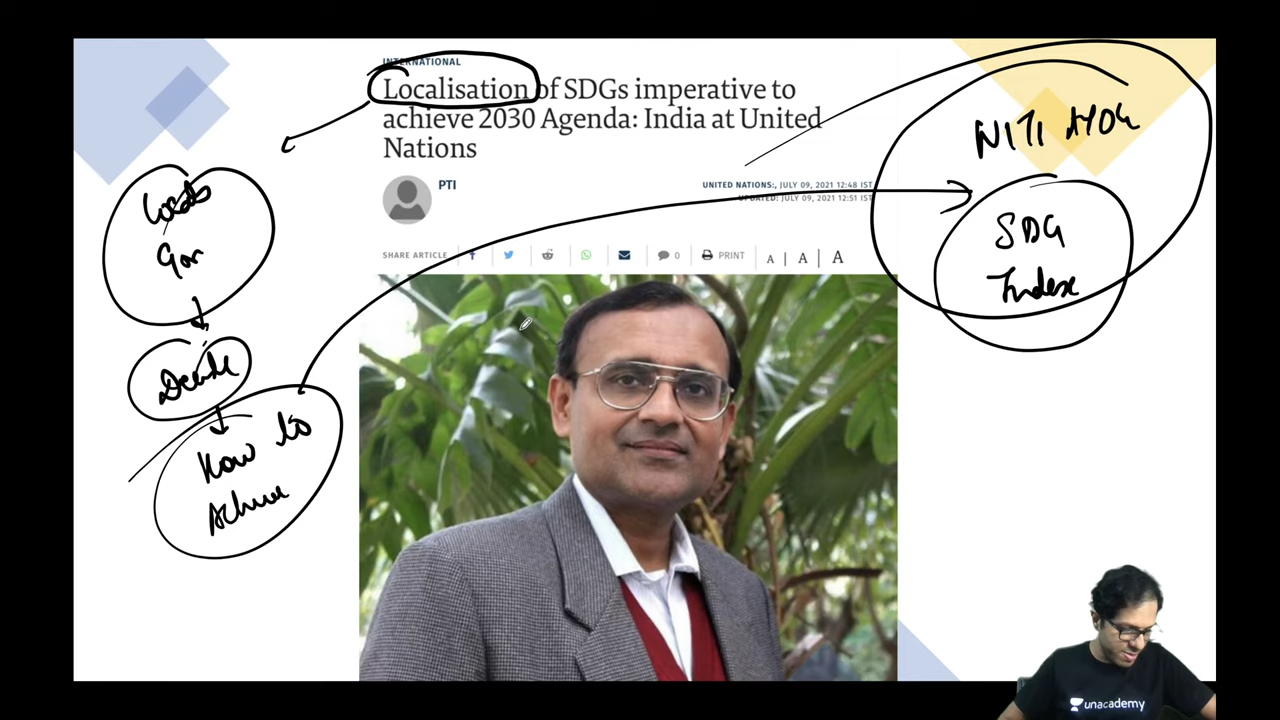 INTERNATIONAL
Localisation of SDGs imperative to
achieve 2030 Agenda: India at United
Nations
PTI
UNITED NATIONS:, JULY 09, 2021 12:48 IST
UPDATED: JULY 09, 2021 12:51 IST
SHARE ARTICLE
0
PRINT
A | A | A
NITI
SDG
Index
Gov
Decide
How to
Achieve
unacademy